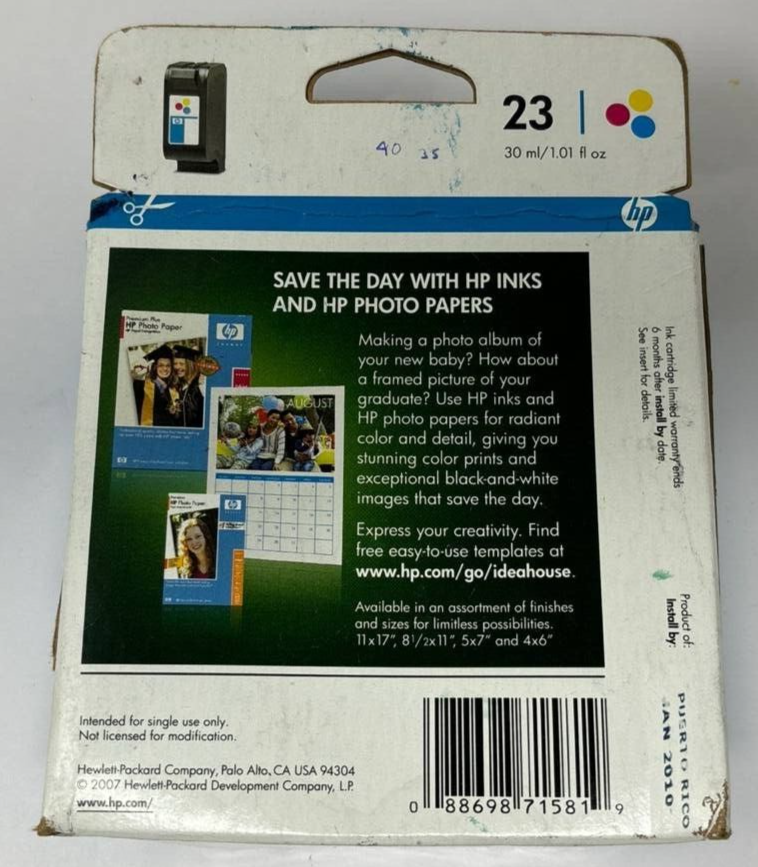 23
30 ml/1.01 fl oz
40 35
hp
SAVE THE DAY WITH HP INKS
AND HP PHOTO PAPERS
Premium Plus
HP Photo Paper
hp
AUGUST
HP Photo Paper
hp
Making a photo album of
your new baby? How about
a framed picture of your
graduate? Use HP inks and
HP photo papers for radiant
color and detail, giving you
stunning color prints and
exceptional black-and-white
images that save the day.
Express your creativity. Find
free easy-to-use templates at
www.hp.com/go/ideahouse.
Available in an assortment of finishes
and sizes for limitless possibilities.
11x17", 8 1/2x11", 5x7" and 4x6"
Ink cartridge limited warranty ends
6 months after install by date.
See insert for details.
Product of: PUERTO RICO
Install by: JAN 2010
Intended for single use only.
Not licensed for modification.
Hewlett-Packard Company, Palo Alto, CA USA 94304
© 2007 Hewlett-Packard Development Company, L.P.
www.hp.com/
0 88698 71581 9